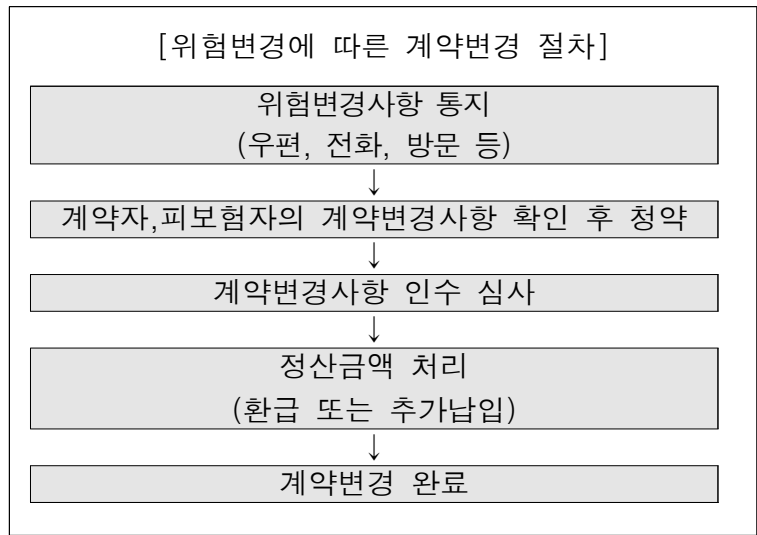 [위험변경에 따른 계약변경 절차]
위험변경사항 통지
(우편, 전화, 방문 등)
↓
계약자,피보험자의 계약변경사항 확인 후 청약
↓
계약변경사항 인수 심사
↓
정산금액 처리
(환급 또는 추가납입)
↓
계약변경 완료